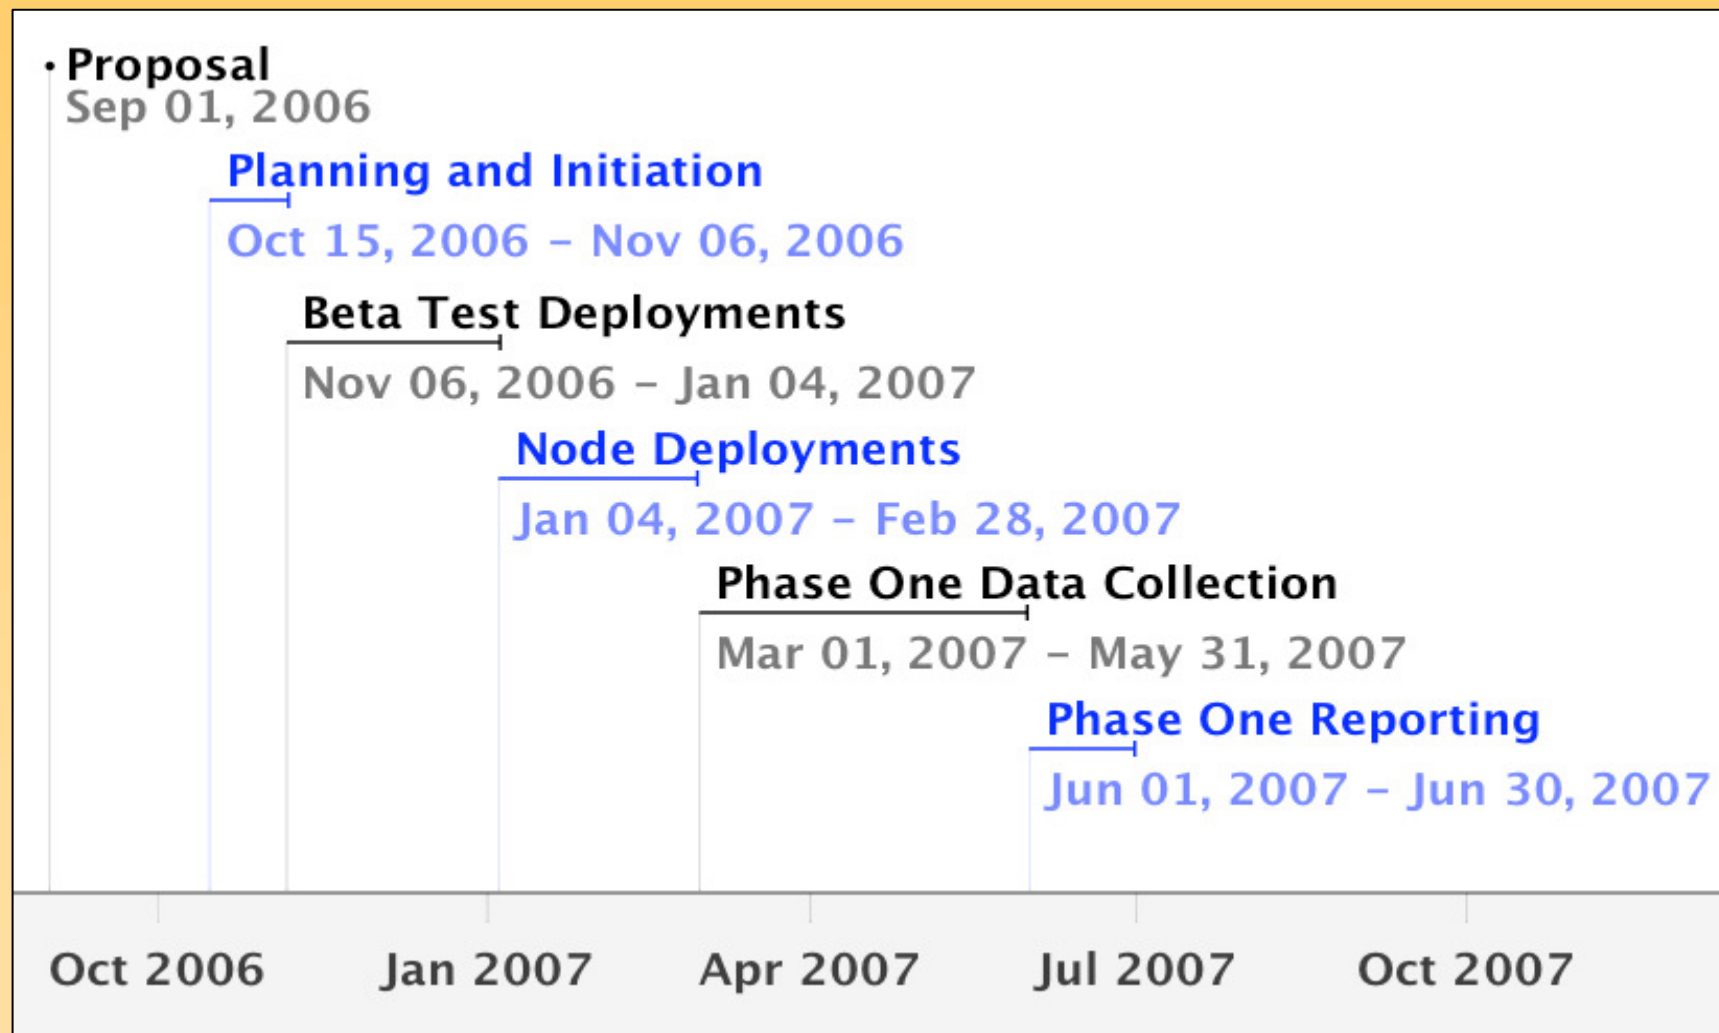 Proposal
Sep 01, 2006
Planning and Initiation
Oct 15, 2006 – Nov 06, 2006
Beta Test Deployments
Nov 06, 2006 – Jan 04, 2007
Node Deployments
Jan 04, 2007 – Feb 28, 2007
Phase One Data Collection
Mar 01, 2007 – May 31, 2007
Phase One Reporting
Jun 01, 2007 – Jun 30, 2007
Oct 2006 Jan 2007 Apr 2007 Jul 2007 Oct 2007